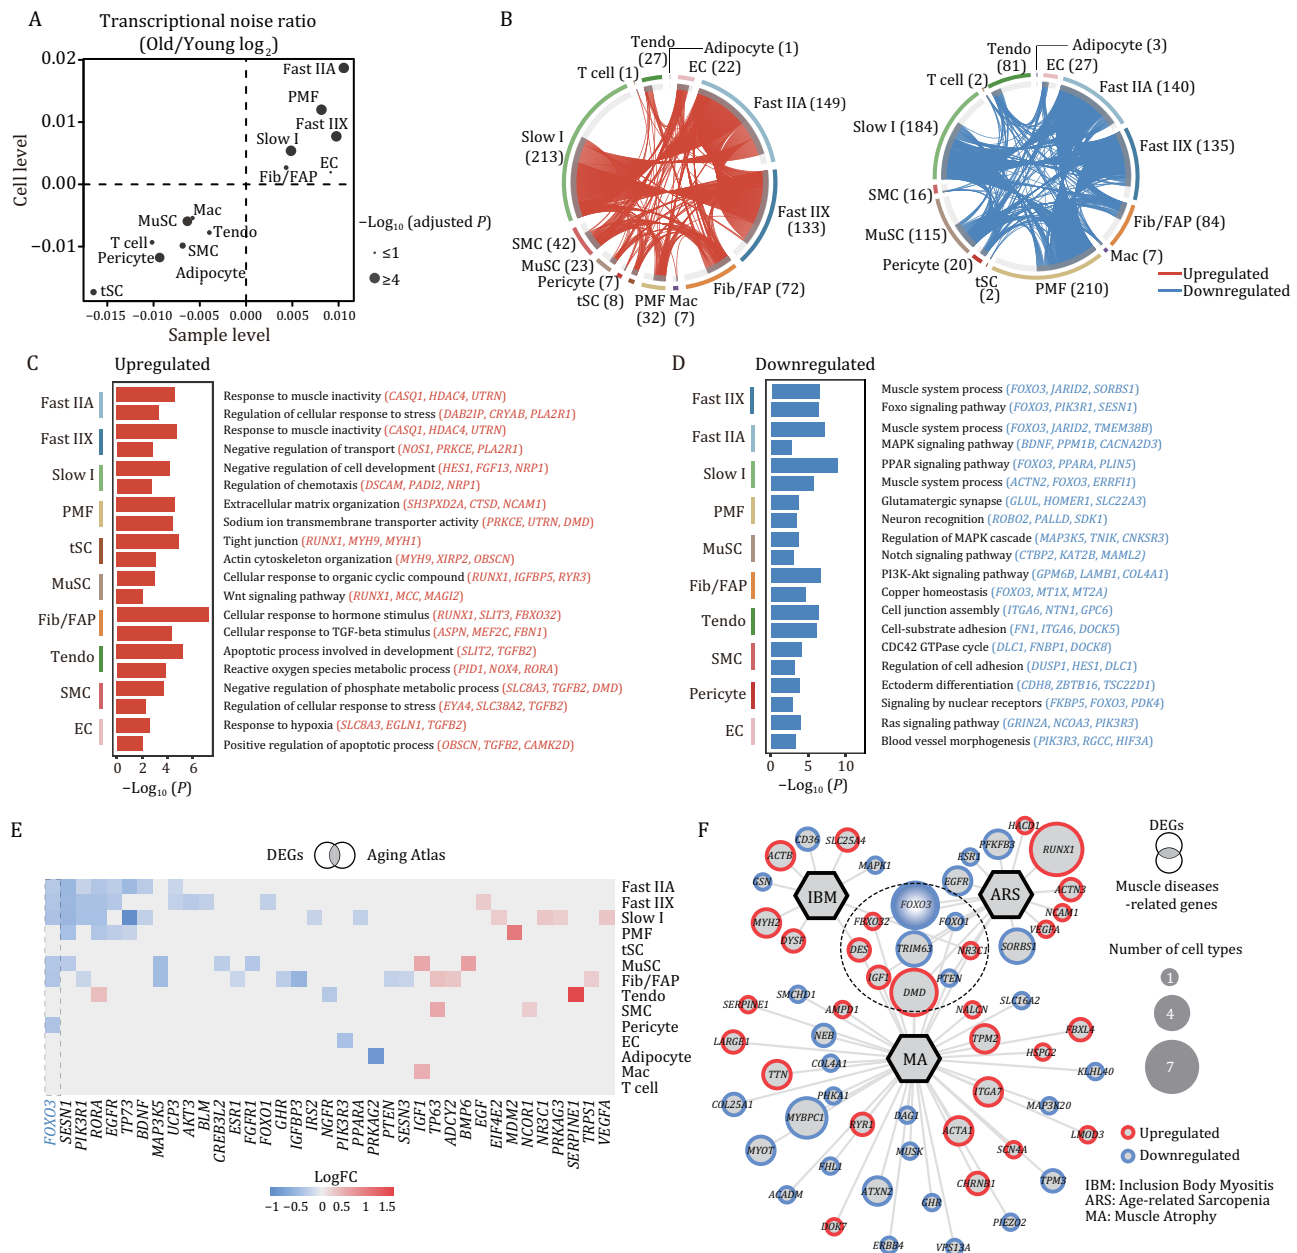 A
Transcriptional noise ratio
(Old/Young log2)
Cell level
0.02
0.01
0.00
−0.01
Fast IIA
PMF
Fast IIX
Slow I
EC
Fib/FAP
Mac
MuSC
Tendo
T cell
SMC
Pericyte
Adipocyte
tSC
−0.015
−0.010
−0.005
0.000
0.005
0.010
Sample level
−Log10 (adjusted P)
≤1
≥4
B
Tendo
(27)
Adipocyte (1)
EC (22)
T cell (1)
Fast IIA (149)
Slow I
(213)
Fast IIX
(133)
SMC (42)
MuSC (23)
Pericyte (7)
tSC (8)
PMF
(32)
Mac
(7)
Fib/FAP (72)
Tendo
(81)
Adipocyte (3)
EC (27)
T cell (2)
Fast IIA (140)
Slow I (184)
Fast IIX (135)
SMC (16)
Fib/FAP (84)
MuSC (115)
Mac (7)
Pericyte (20)
tSC
(2)
PMF (210)
Upregulated
Downregulated
C
Upregulated
Fast IIA
Response to muscle inactivity (CASQ1, HDAC4, UTRN)
Regulation of cellular response to stress (DAB2IP, CRYAB, PLA2R1)
Fast IIX
Response to muscle inactivity (CASQ1, HDAC4, UTRN)
Negative regulation of transport (NOS1, PRKCE, PLA2R1)
Slow I
Negative regulation of cell development (HES1, FGF13, NRP1)
Regulation of chemotaxis (DSCAM, PADI2, NRP1)
PMF
Extracellular matrix organization (SH3PXD2A, CTSD, NCAM1)
Sodium ion transmembrane transporter activity (PRKCE, UTRN, DMD)
tSC
Tight junction (RUNX1, MYH9, MYH1)
Actin cytoskeleton organization (MYH9, XIRP2, OBSCN)
MuSC
Cellular response to organic cyclic compound (RUNX1, IGFBP5, RYR3)
Wnt signaling pathway (RUNX1, MCC, MAGI2)
Fib/FAP
Cellular response to hormone stimulus (RUNX1, SLIT3, FBXO32)
Cellular response to TGF-beta stimulus (ASPN, MEF2C, FBN1)
Tendo
Apoptotic process involved in development (SLIT2, TGFB2)
Reactive oxygen species metabolic process (PID1, NOX4, RORA)
SMC
Negative regulation of phosphate metabolic process (SLC8A3, TGFB2, DMD)
Regulation of cellular response to stress (EYA4, SLC38A2, TGFB2)
EC
Response to hypoxia (SLC8A3, EGLN1, TGFB2)
Positive regulation of apoptotic process (OBSCN, TGFB2, CAMK2D)
0 2 4 6
−Log10 (P)
D
Downregulated
Fast IIX
Muscle system process (FOXO3, JARID2, SORBS1)
Foxo signaling pathway (FOXO3, PIK3R1, SESN1)
Fast IIA
Muscle system process (FOXO3, JARID2, TMEM38B)
MAPK signaling pathway (BDNF, PPM1B, CACNA2D3)
Slow I
PPAR signaling pathway (FOXO3, PPARA, PLIN5)
Muscle system process (ACTN2, FOXO3, ERRFI1)
PMF
Glutamatergic synapse (GLUL, HOMER1, SLC22A3)
Neuron recognition (ROBO2, PALLD, SDK1)
MuSC
Regulation of MAPK cascade (MAP3K5, TNIK, CNKSR3)
Notch signaling pathway (CTBP2, KAT2B, MAML2)
Fib/FAP
PI3K-Akt signaling pathway (GPM6B, LAMB1, COL4A1)
Copper homeostasis (FOXO3, MT1X, MT2A)
Tendo
Cell junction assembly (ITGA6, NTN1, GPC6)
Cell-substrate adhesion (FN1, ITGA6, DOCK5)
SMC
CDC42 GTPase cycle (DLC1, FNBP1, DOCK8)
Regulation of cell adhesion (DUSP1, HES1, DLC1)
Pericyte
Ectoderm differentiation (CDH8, ZBTB16, TSC22D1)
Signaling by nuclear receptors (FKBP5, FOXO3, PDK4)
EC
Ras signaling pathway (GRIN2A, NCOA3, PIK3R3)
Blood vessel morphogenesis (PIK3R3, RGCC, HIF3A)
0 5 10
−Log10 (P)
E
DEGs Aging Atlas
Fast IIA
Fast IIX
Slow I
PMF
tSC
MuSC
Fib/FAP
Tendo
SMC
Pericyte
EC
Adipocyte
Mac
T cell
FOXO3
SESN1
PIK3R1
RORA
EGFR
TP73
BDNF
MAP3K5
UCP3
AKT3
BLM
CREB3L2
ESR1
FGFR1
FOXO1
GHR
IGFBP3
IRS2
NGFR
PIK3R3
PPARA
PRKAG2
PTEN
SESN3
IGF1
TP63
ADCY2
BMP6
EGF
EIF4E2
MDM2
NCOR1
NR3C1
PRKAG3
SERPINE1
TRPS1
VEGFA
LogFC
−1 −0.5 0 0.5 1 1.5
F
CD36
SLC25A4
ACTB
MAPK1
GSN
IBM
MYH2
DYSF
HACD1
PFKFB3
RUNX1
ESR1
EGFR
ARS
ACTN3
NCAM1
VEGFA
SORBS1
FOXO3
FBXO32
FOXO1
DES
TRIM63
NR3C1
IGF1
PTEN
DMD
SERPINE1
SMCHD1
AMPD1
NALCN
SLC16A2
NEB
LARGE1
TPM2
FBXL4
HSPG2
MA
COL4A1
TTN
KLHL40
ITGA7
COL25A1
PHKA1
MAP3K20
MYBPC1
DAG1
RYR1
ACTA1
LMOD3
MYOT
MUSK
SCN4A
FHL1
ACADM
ATXN2
GHR
CHRNB1
TPM3
DOK7
PIEZO2
ERBB4
VPS13A
DEGs
Muscle diseases
-related genes
Number of cell types
1
4
7
Upregulated
Downregulated
IBM: Inclusion Body Myositis
ARS: Age-related Sarcopenia
MA: Muscle Atrophy